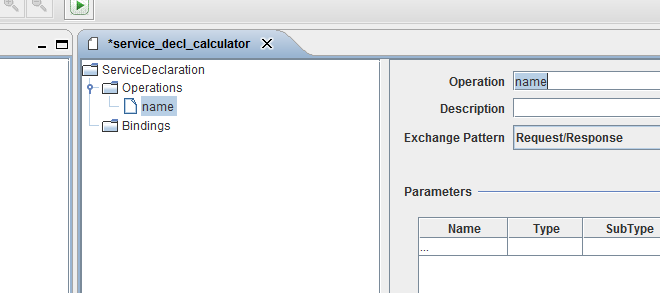 *service_decl_calculator
ServiceDeclaration
Operations
name
Bindings
Operation name
Description
Exchange Pattern Request/Response
Parameters
Name Type SubType
...